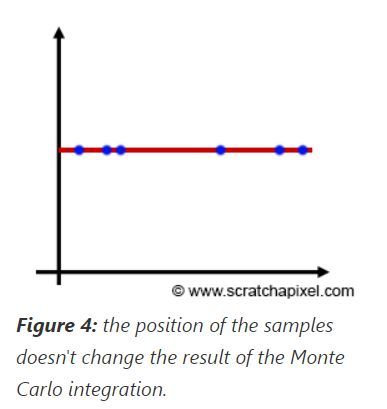 © www.scratchapixel.com
Figure 4: the position of the samples
doesn't change the result of the Monte
Carlo integration.